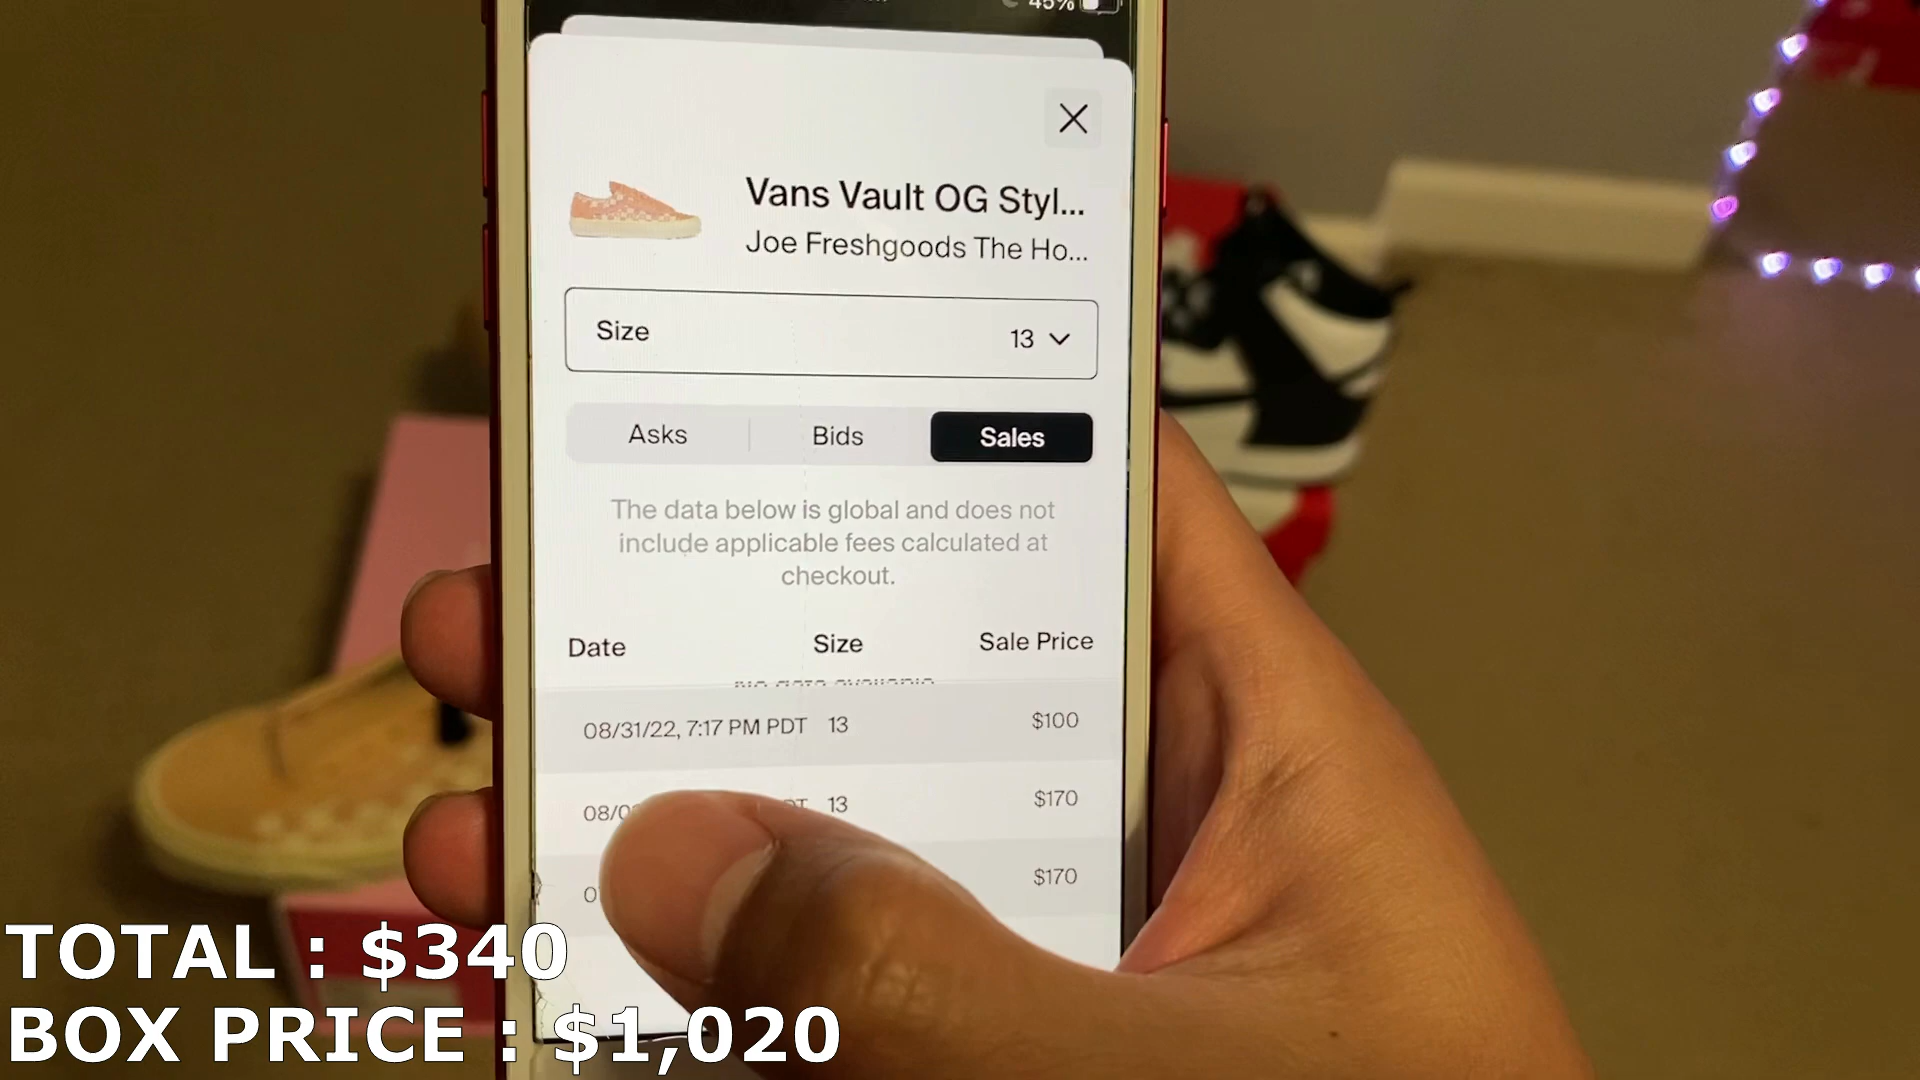 45%
Vans Vault OG Styl...
Joe Freshgoods The Ho...
Size 13
Asks Bids Sales
The data below is global and does not
include applicable fees calculated at
checkout.
Date Size Sale Price
08/31/22, 7:17 PM PDT 13 $100
13 $170
$170
TOTAL : $340
BOX PRICE : $1,020